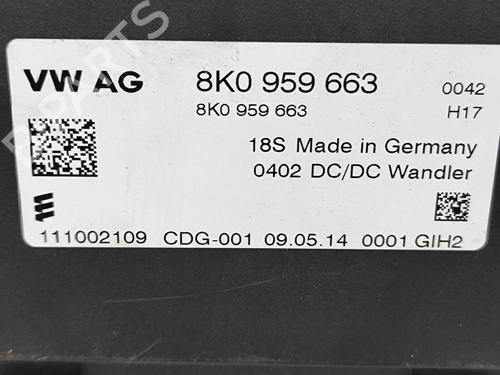 VW AG 8K0 959 663 0042
8K0 959 663 H17
18S Made in Germany
0402 DC/DC Wandler
111002109 CDG-001 09.05.14 0001 GIH2